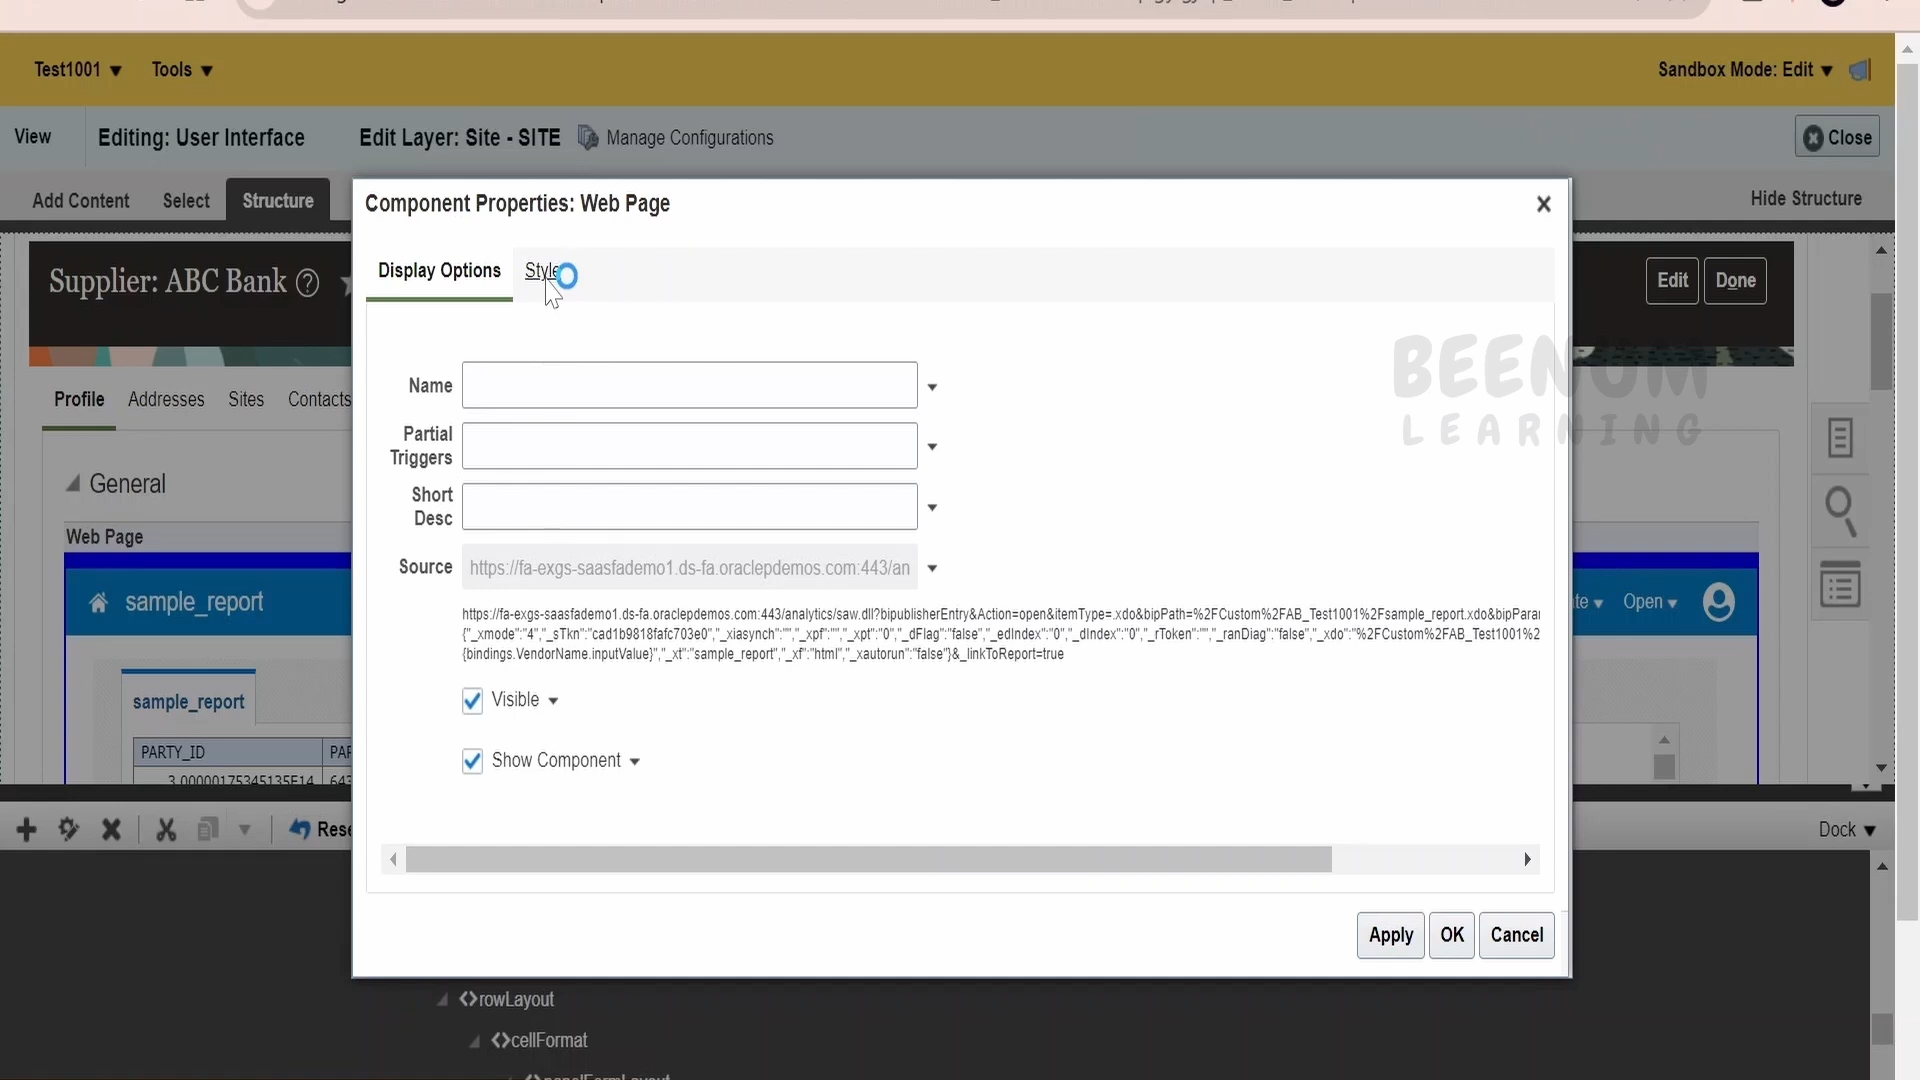 Test1001 ▼ Tools ▼ Sandbox Mode: Edit ▼
View Editing: User Interface Edit Layer: Site - SITE Manage Configurations Close
Add Content Select Structure Hide Structure
Component Properties: Web Page
Supplier: ABC Bank
Display Options Style
Edit Done
Profile Addresses Sites Contacts
Name
Partial
Triggers
Short
Desc
General
Web Page
Source https://fa-exgs-saasfademo1.ds-fa.oraclepdemos.com:443/an
https://fa-exgs-saasfademo1.ds-fa.oraclepdemos.com:443/analytics/saw.dll?bipublisherEntry&Action=open&itemType=.xdo&bipPath=%2FCustom%2FAB_Test1001%2Fsample_report.xdo&bipParar
{"_xmode":"4","_sTkn":"cad1b9818fafc703e0","_xiasynch":"","_xpf":"","_xpt":"0","_dFlag":"false","_edIndex":"0","_dIndex":"0","_rToken":"","_ranDiag":"false","_xdo":"%2FCustom%2FAB_Test1001%2
{bindings.VendorName.inputValue}","_xt":"sample_report","_xf":"html","_xautorun":"false"}&_linkToReport=true
sample_report
Open
Visible
Show Component
sample_report
PARTY_ID
3.00000175345135E14
Apply OK Cancel
Dock ▼
<>rowLayout
<>cellFormat
BEENUM
LEARNING